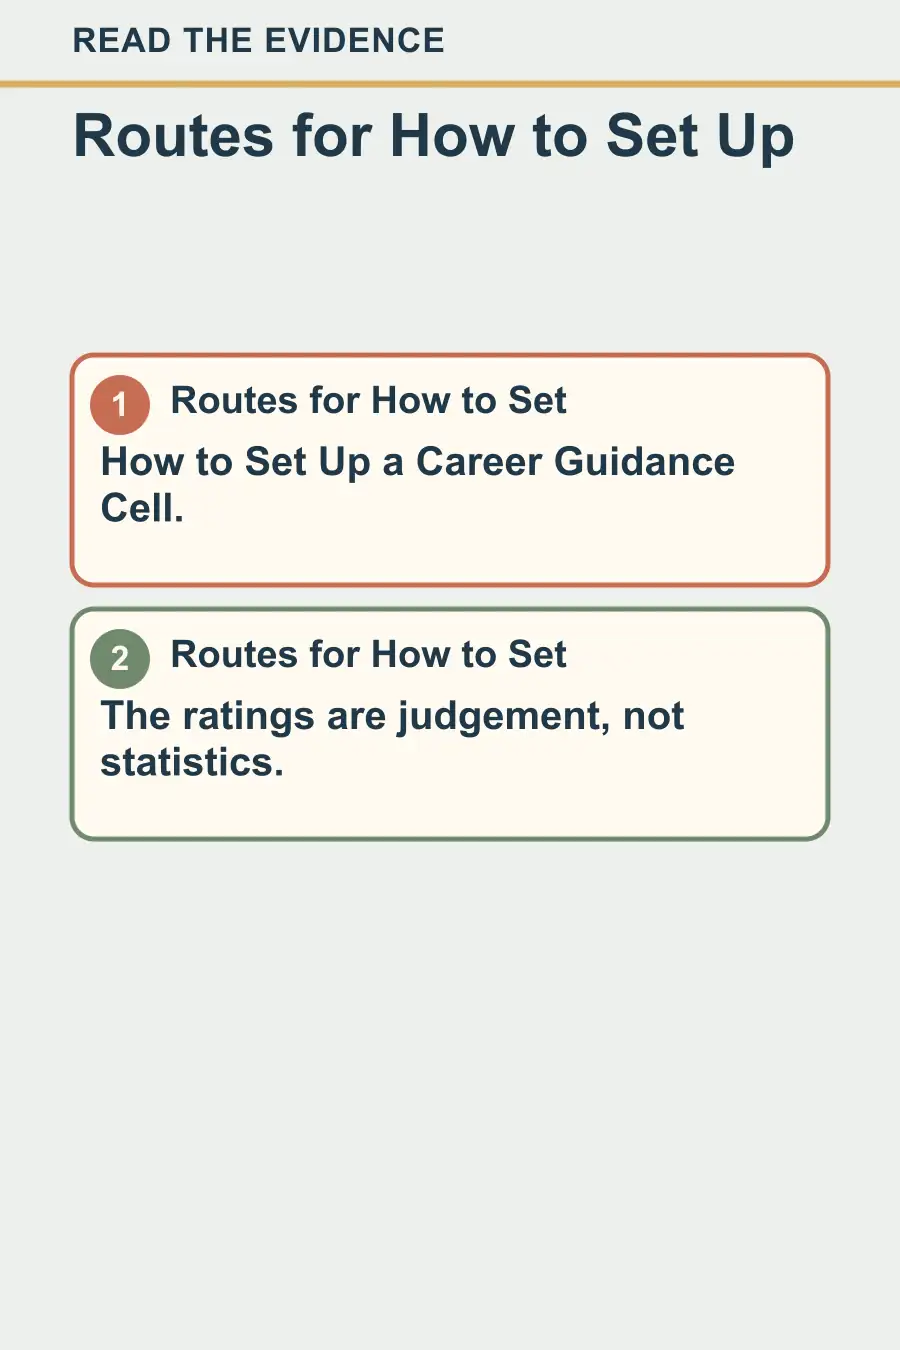 READ THE EVIDENCE
Routes for How to Set Up
1 Routes for How to Set
How to Set Up a Career Guidance
Cell.
2 Routes for How to Set
The ratings are judgement, not
statistics.